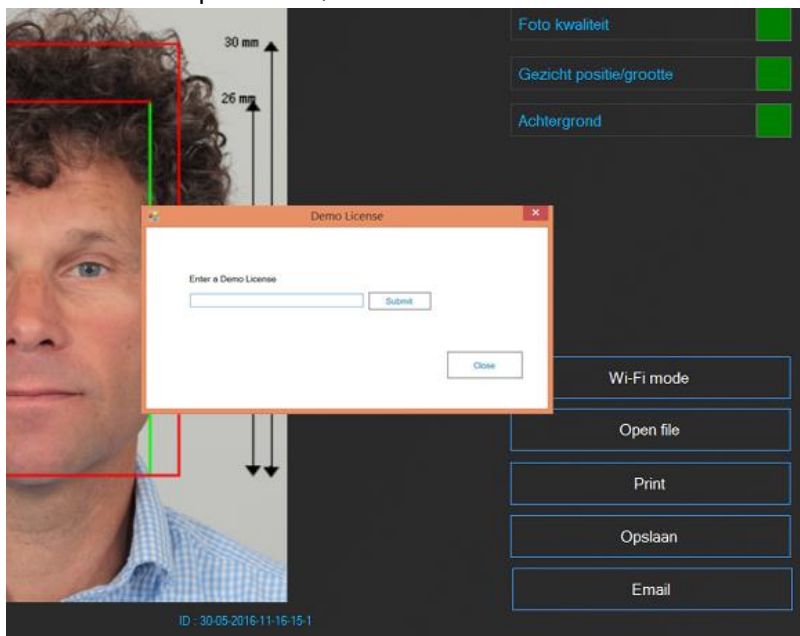 30 mm
26 mm
Foto kwaliteit
Gezicht positie/grootte
Achtergrond
Demo License
Enter a Demo License
Submit
Close
Wi-Fi mode
Open file
Print
Opslaan
Email
ID : 30-05-2016-11-16-15-1